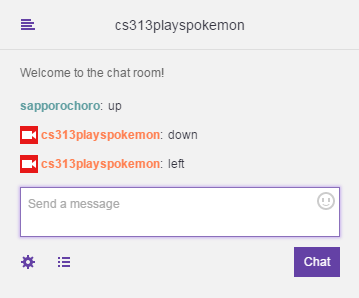 cs313playspokemon
Welcome to the chat room!
sapporochoro: up
cs313playspokemon: down
cs313playspokemon: left
Send a message
Chat